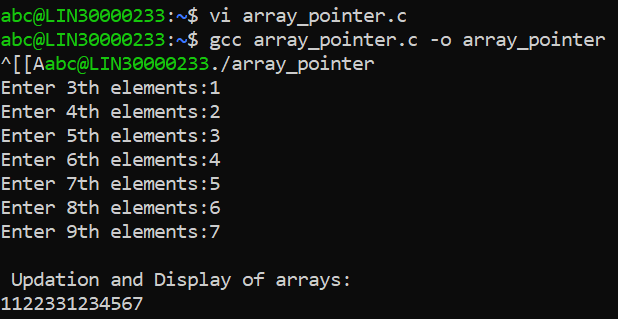 abc@LIN30000233:~$ vi array_pointer.c
abc@LIN30000233:~$ gcc array_pointer.c -o array_pointer
^[[Aabc@LIN30000233./array_pointer
Enter 3th elements:1
Enter 4th elements:2
Enter 5th elements:3
Enter 6th elements:4
Enter 7th elements:5
Enter 8th elements:6
Enter 9th elements:7
Updation and Display of arrays:
1122331234567